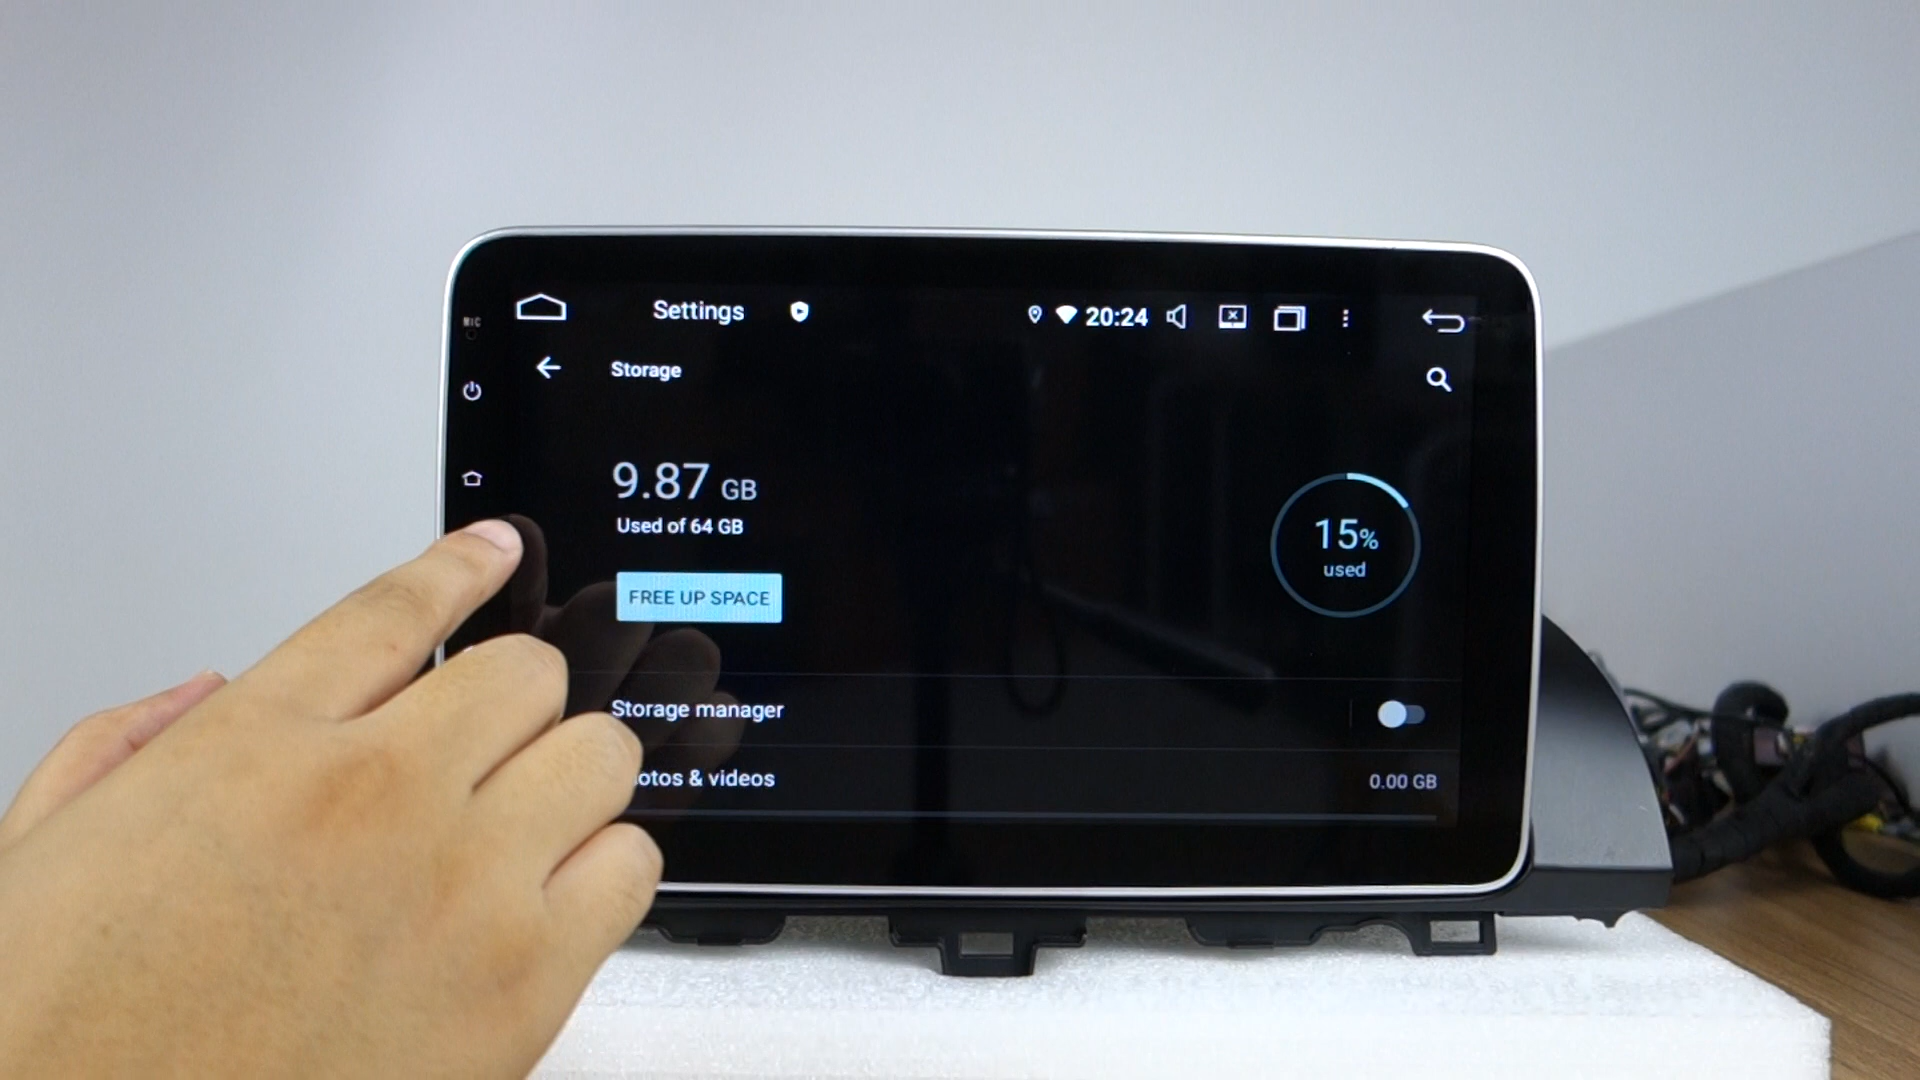 MIC
Settings
20:24
Storage
9.87 GB
Used of 64 GB
15%
used
FREE UP SPACE
Storage manager
otos & videos
0.00 GB